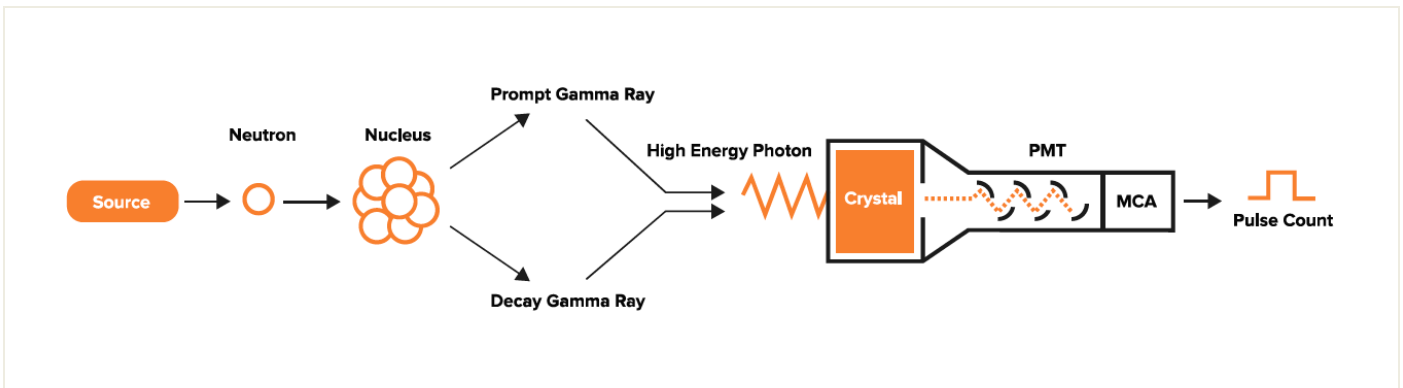 Source
Neutron
Nucleus
Prompt Gamma Ray
Decay Gamma Ray
High Energy Photon
Crystal
PMT
MCA
Pulse Count